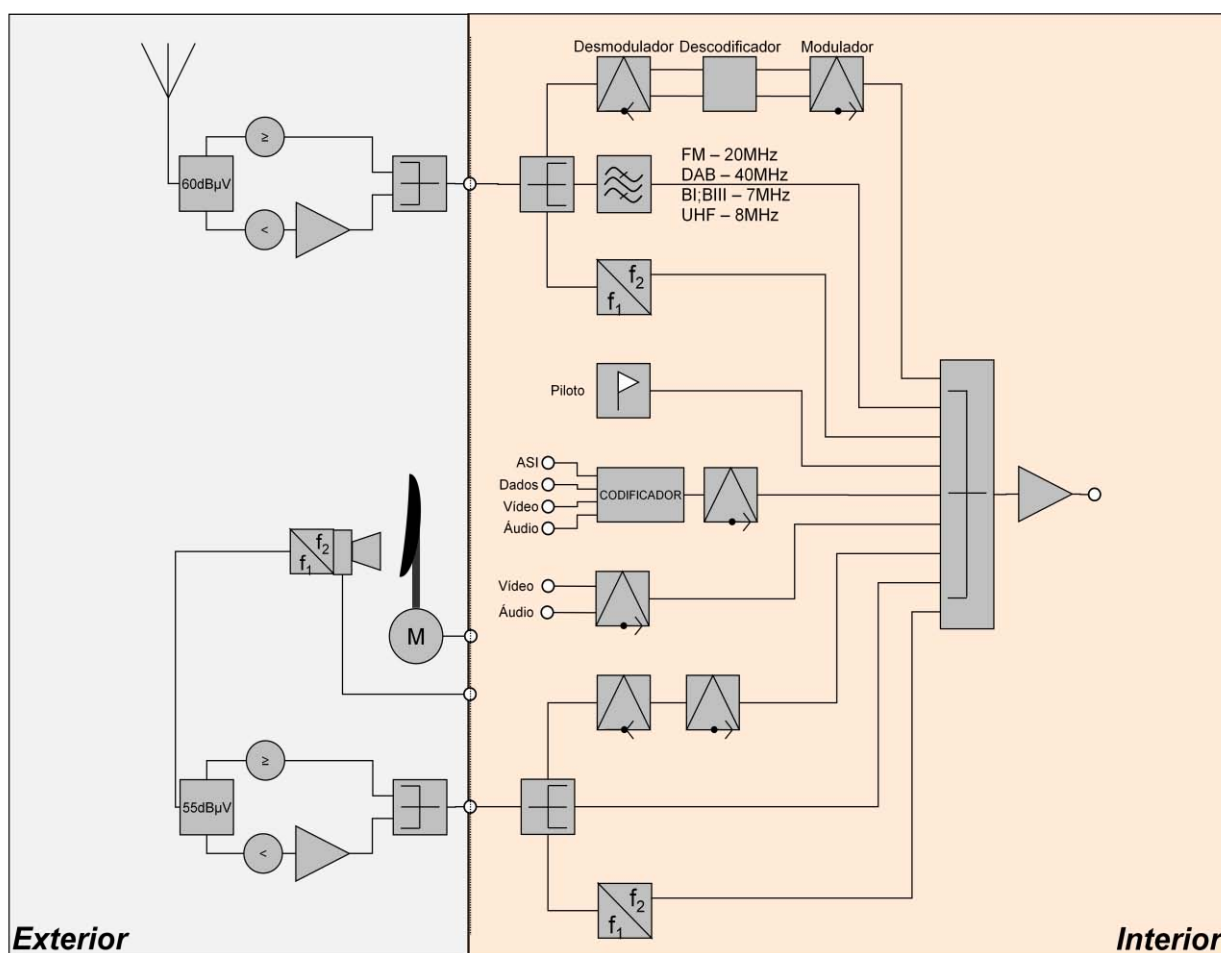 Desmodulador
Descodificador
Modulador
≥
60dBµV
<
FM – 20MHz
DAB – 40MHz
BI;BIII – 7MHz
UHF – 8MHz
f2
f1
Piloto
ASI
Dados
Vídeo
Áudio
CODIFICADOR
f2
f1
Vídeo
Áudio
M
≥
55dBµV
<
f2
f1
Exterior
Interior